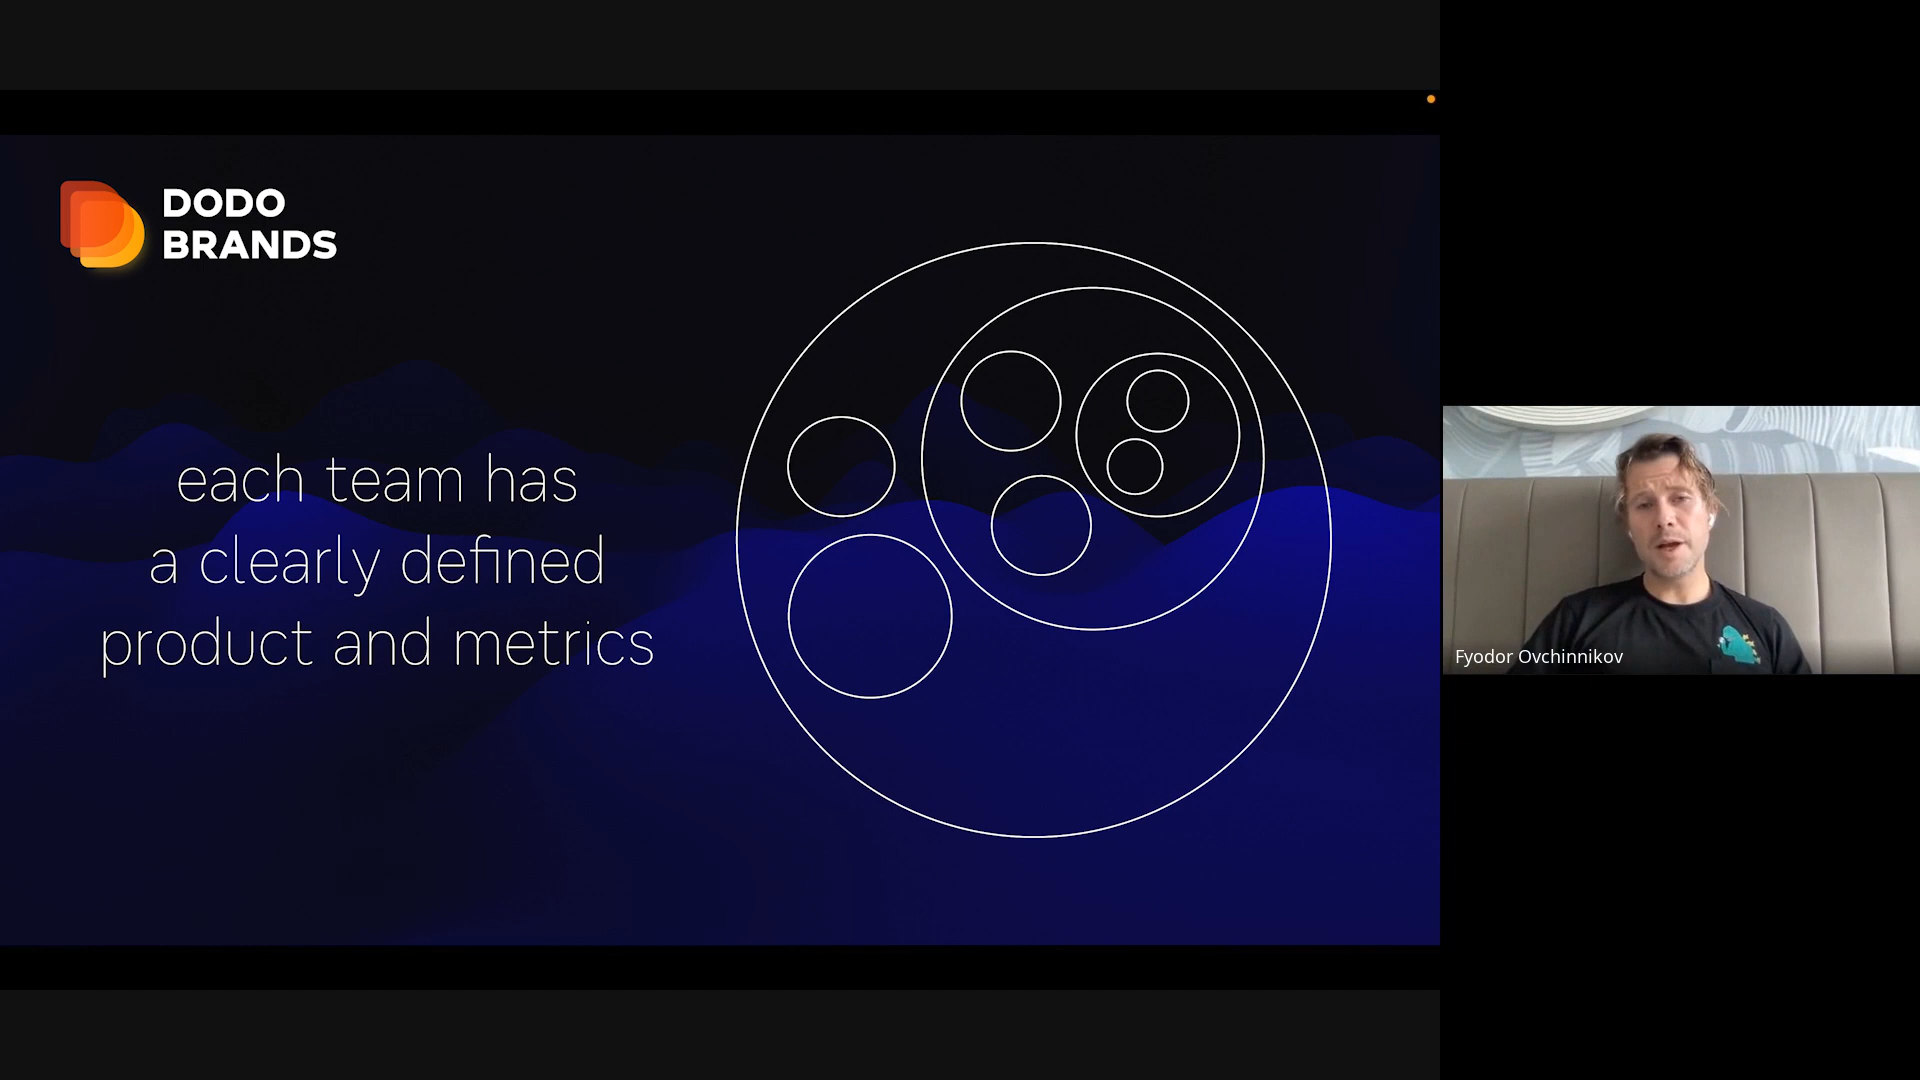 DODO
BRANDS
each team has
a clearly defined
product and metrics
Fyodor Ovchinnikov